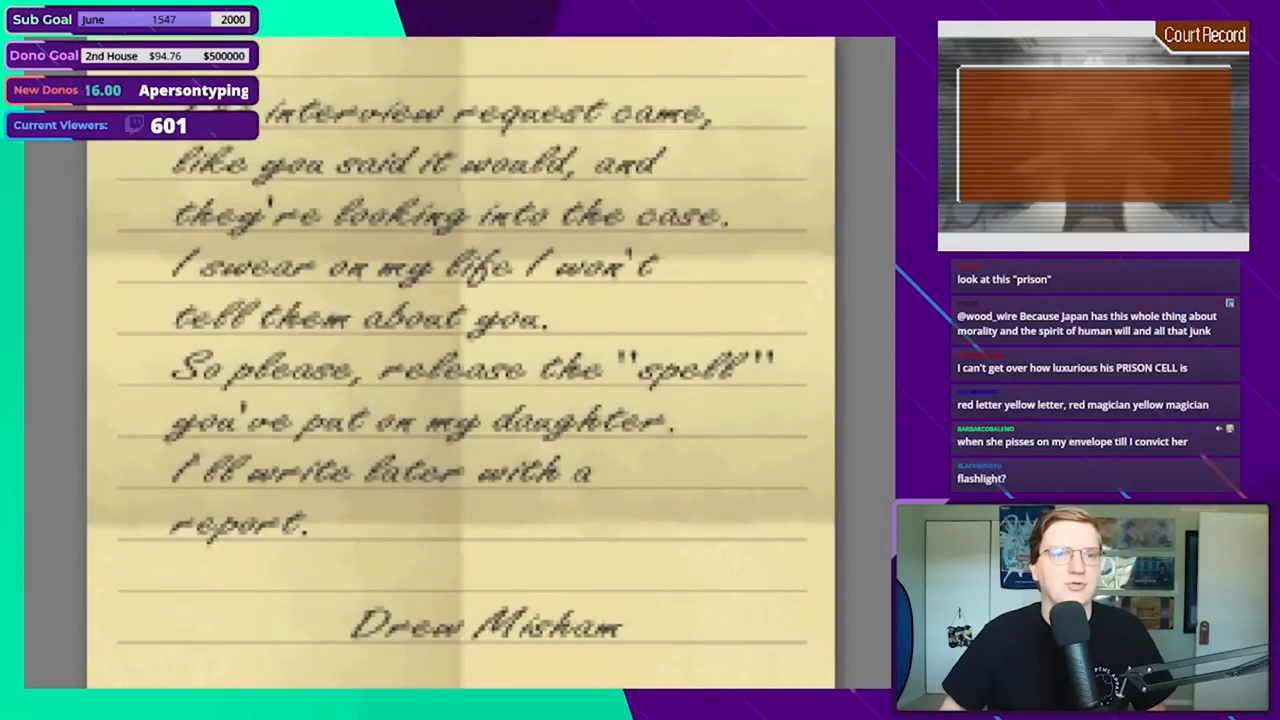 Sub Goal June 1547 2000
Dono Goal 2nd House $94.76 $500000
New Donos 16.00 Apersontyping
Current Viewers: 601
interview request came,
like you said it would, and
they're looking into the case.
I swear on my life I won't
tell them about you.
So please, release the "spell"
you've put on my daughter.
I'll write later with a
report.
Drew Misham
Court Record
look at this "prison"
@wood_wire Because Japan has this whole thing about
morality and the spirit of human will and all that junk
I can't get over how luxurious his PRISON CELL is
red letter yellow letter, red magician yellow magician
BARBARCOBALENO
when she pisses on my envelope till I convict her
flashlight?